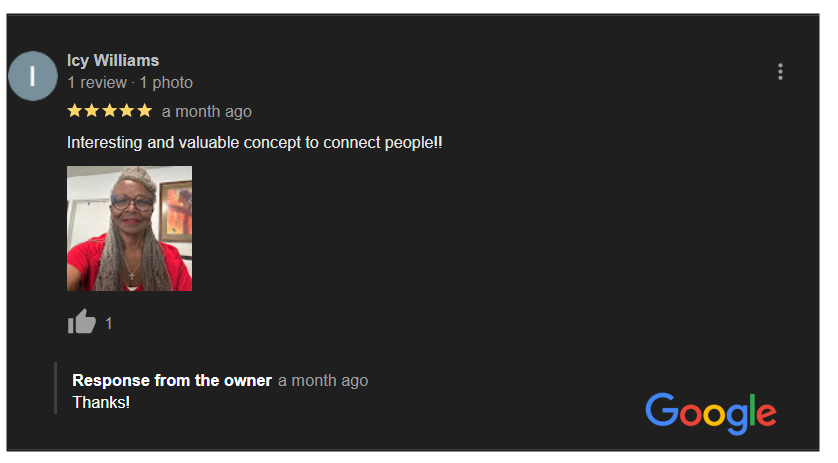 I
Icy Williams
1 review · 1 photo
a month ago
Interesting and valuable concept to connect people!!
1
Response from the owner a month ago
Thanks!
Google